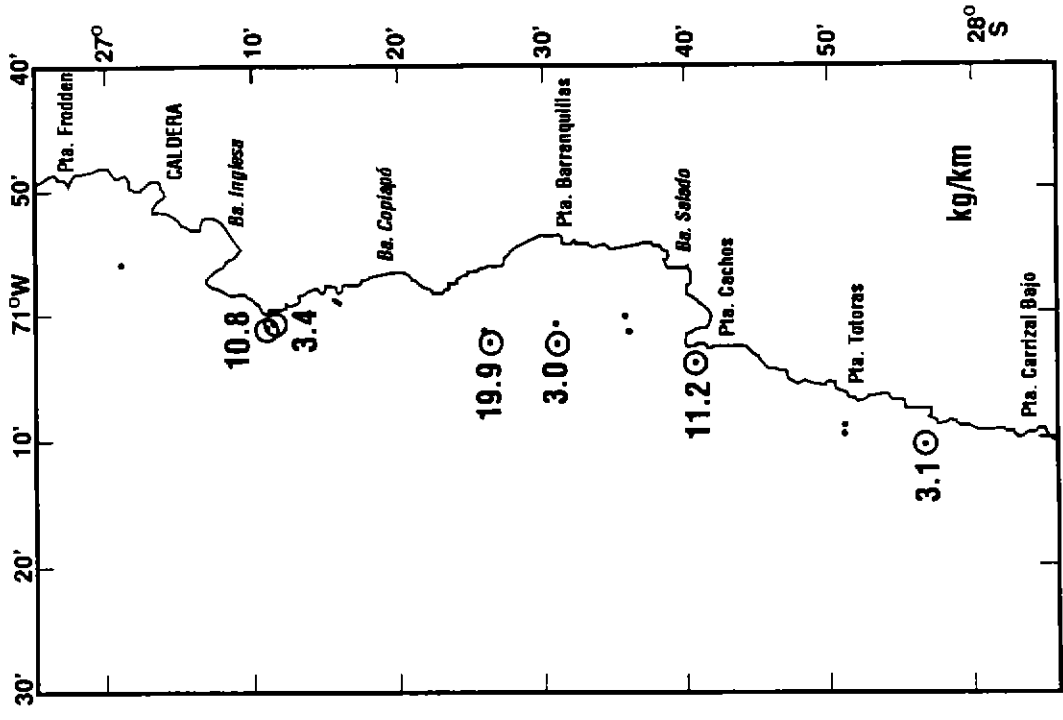 30'
20'
10'
71°W
50'
40'
27°
10'
20'
30'
40'
50'
28°
S
Pta. Frodden
CALDERA
Ba. Inglesa
Ba. Copiapó
Pta. Barranquillas
Ba. Salado
Pta. Cachos
Pta. Totoras
Pta. Carrizal Bajo
10.8
3.4
19.9
3.0
11.2
3.1
kg/km